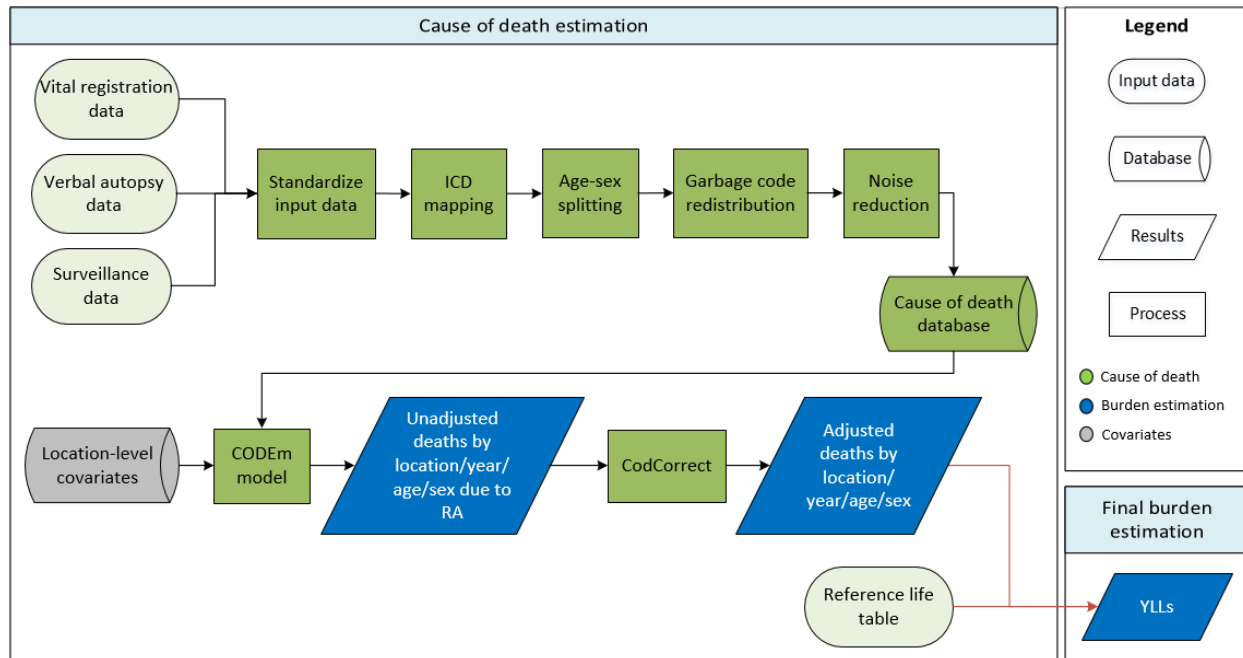 Cause of death estimation
Vital registration
data
Verbal autopsy
data
Surveillance
data
Standardize
input data
ICD
mapping
Age-sex
splitting
Garbage code
redistribution
Noise
reduction
Cause of death
database
Location-level
covariates
CODEm
model
Unadjusted
deaths by
location/year/
age/sex due to
RA
CodCorrect
Adjusted
deaths by
location/
year/age/sex
Reference life
table
Legend
Input data
Database
Results
Process
Cause of death
Burden estimation
Covariates
Final burden
estimation
YLLs